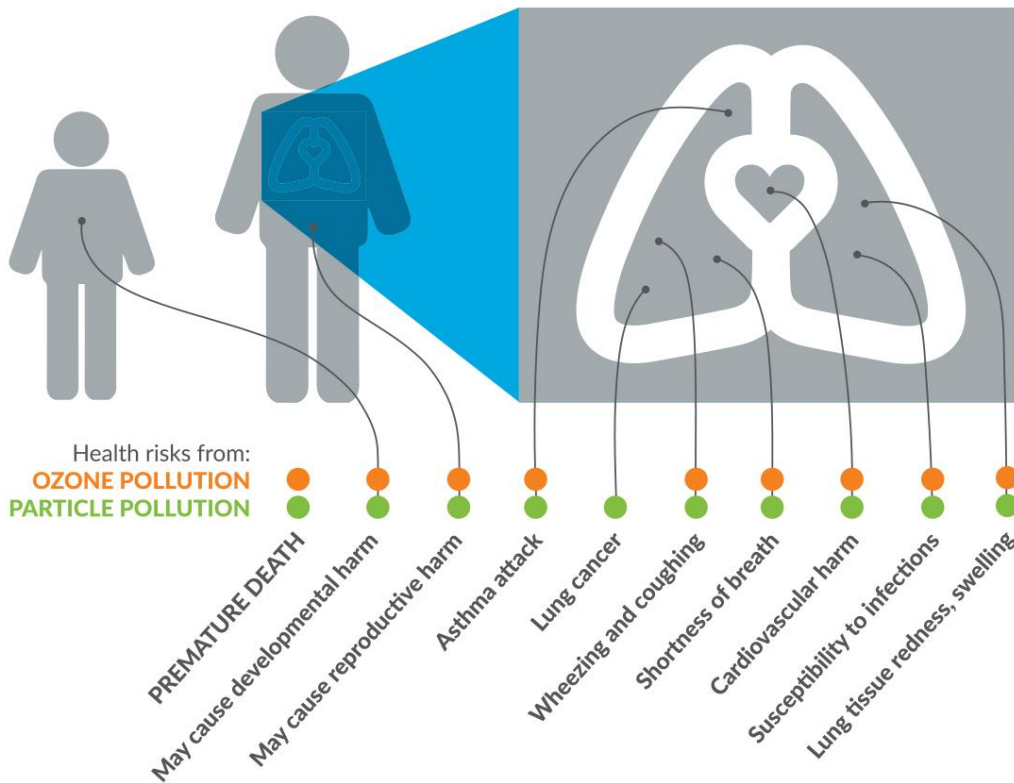 Health risks from:
OZONE POLLUTION
PARTICLE POLLUTION
PREMATURE DEATH
May cause developmental harm
May cause reproductive harm
Asthma attack
Lung cancer
Wheezing and coughing
Shortness of breath
Cardiovascular harm
Susceptibility to infections
Lung tissue redness, swelling